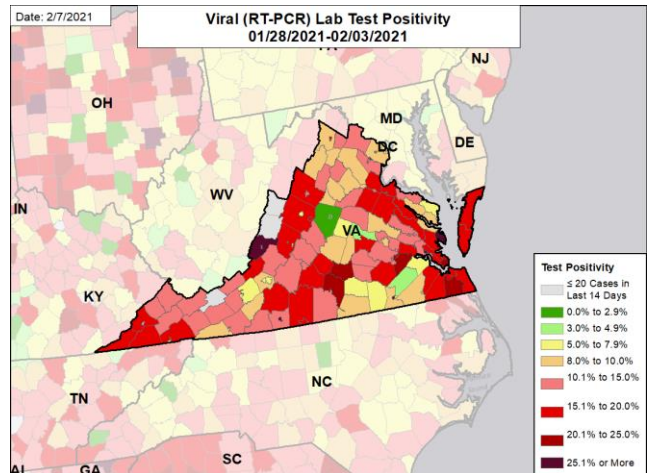 Date: 2/7/2021
Viral (RT-PCR) Lab Test Positivity
01/28/2021-02/03/2021
PA
NJ
OH
MD
DE
DC
WV
IN
VA
KY
NC
TN
SC
AL
GA
Test Positivity
≤ 20 Cases in
Last 14 Days
0.0% to 2.9%
3.0% to 4.9%
5.0% to 7.9%
8.0% to 10.0%
10.1% to 15.0%
15.1% to 20.0%
20.1% to 25.0%
25.1% or More